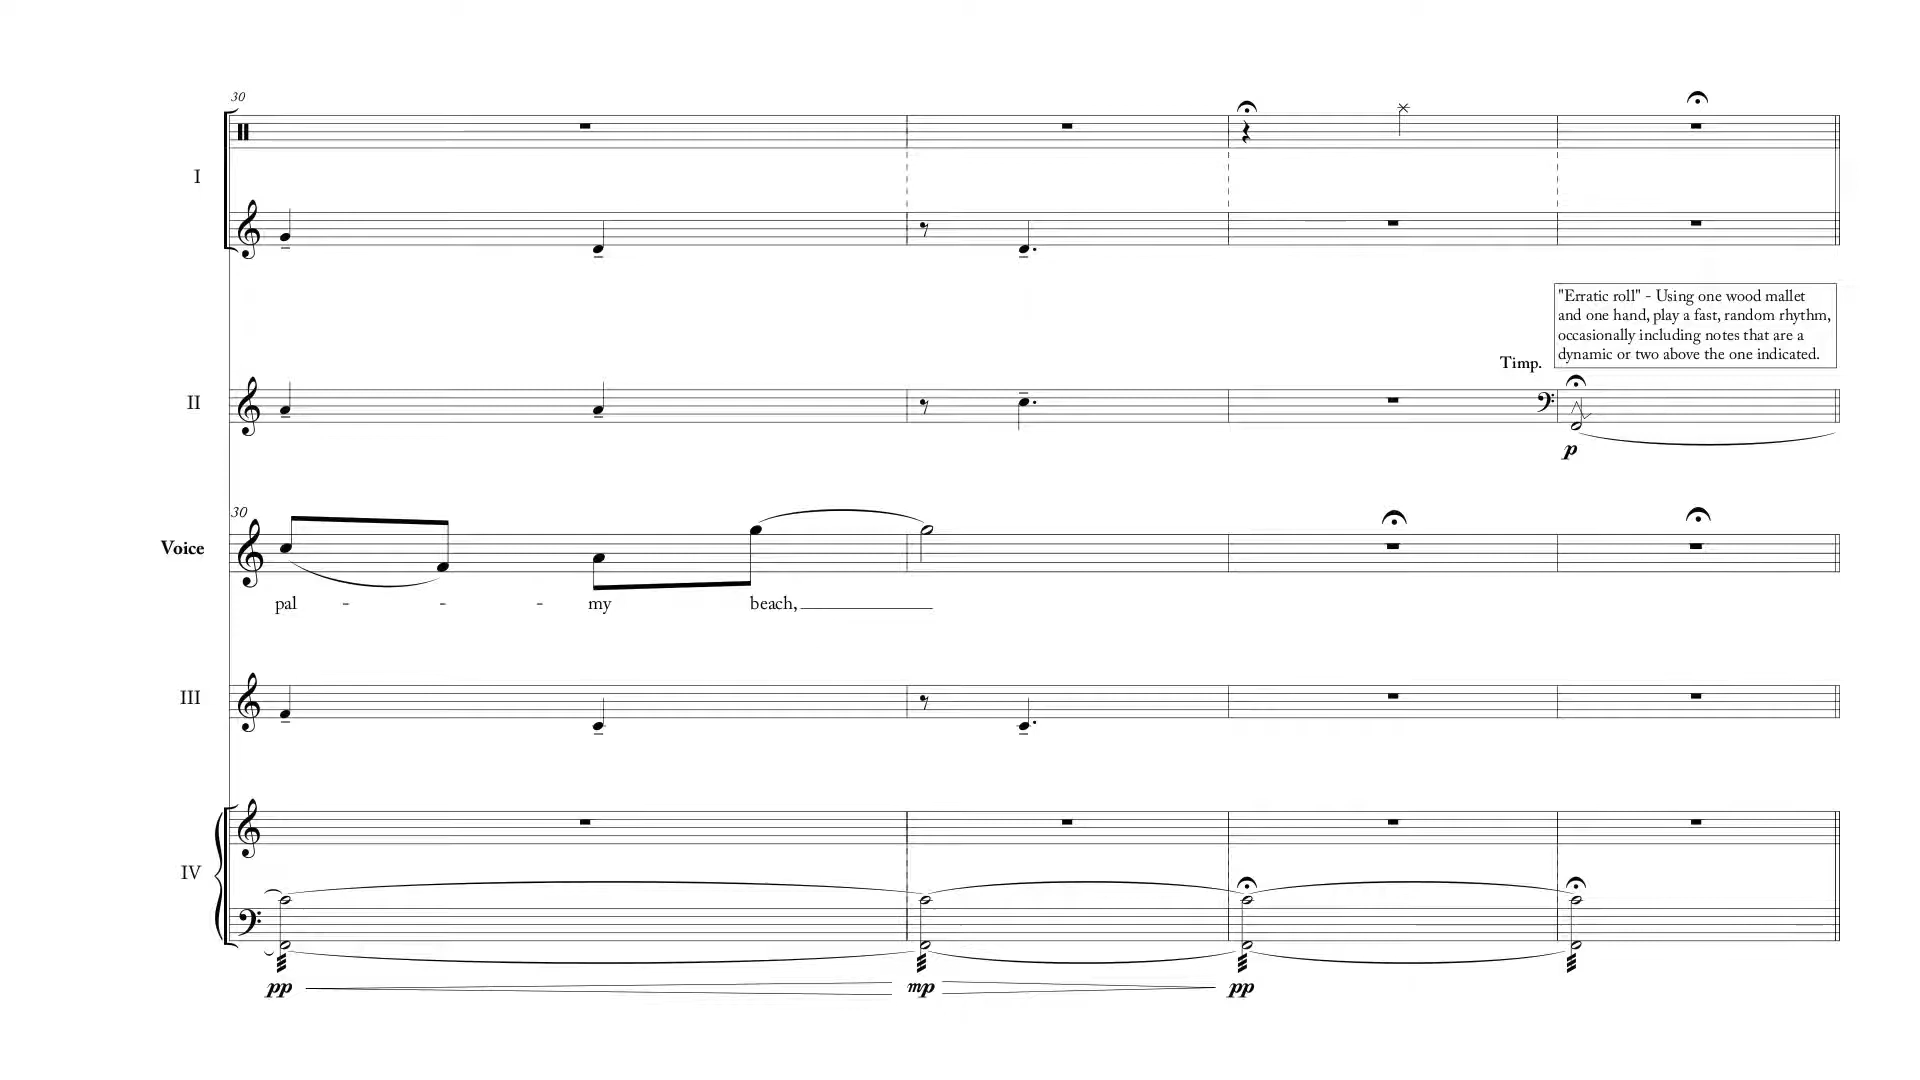 30
I
"Erratic roll" - Using one wood mallet
and one hand, play a fast, random rhythm,
occasionally including notes that are a
dynamic or two above the one indicated.
Timp.
II
p
30
Voice
pal - - - my beach,
III
IV
pp mp pp